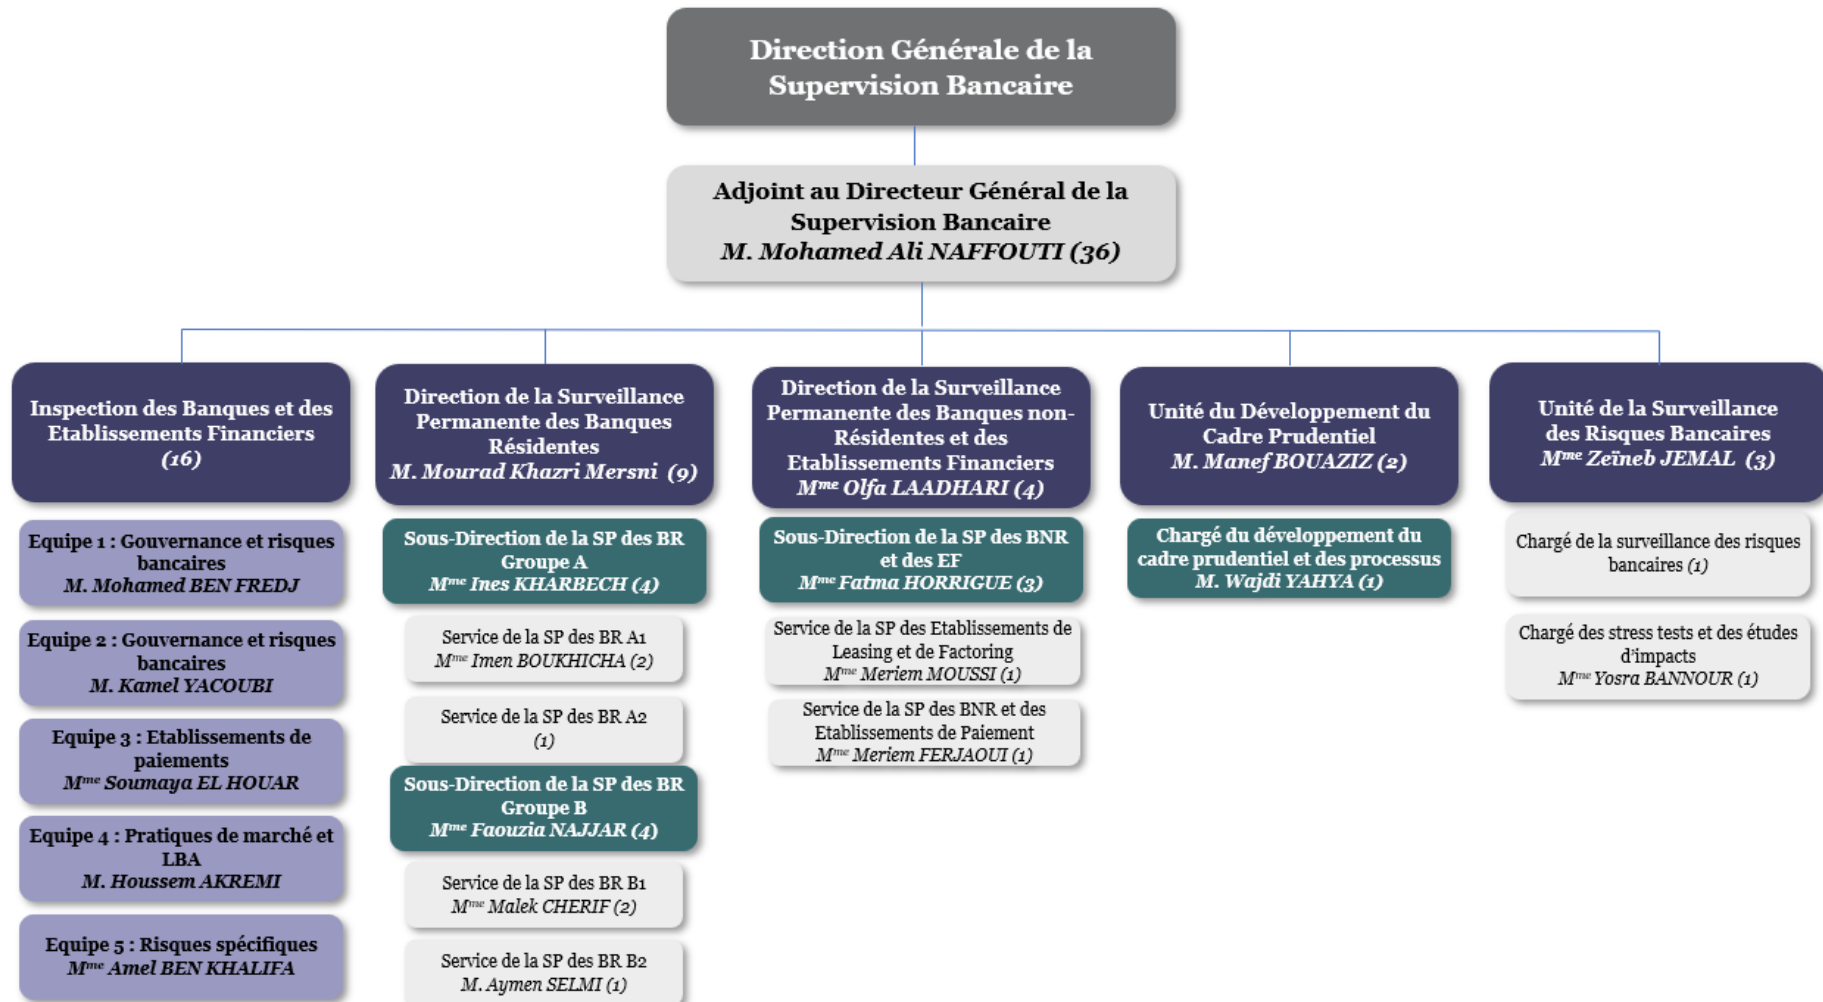 Direction Générale de la
Supervision Bancaire
Adjoint au Directeur Général de la
Supervision Bancaire
M. Mohamed Ali NAFFOUTI (36)
Inspection des Banques et des
Etablissements Financiers
(16)
Equipe 1 : Gouvernance et risques
bancaires
M. Mohamed BEN FREDJ
Equipe 2 : Gouvernance et risques
bancaires
M. Kamel YACOUBI
Equipe 3 : Etablissements de
paiements
Mme Soumaya EL HOUAR
Equipe 4 : Pratiques de marché et
LBA
M. Houssem AKREMI
Equipe 5 : Risques spécifiques
Mme Amel BEN KHALIFA
Direction de la Surveillance
Permanente des Banques
Résidentes
M. Mourad Khazri Mersni (9)
Sous-Direction de la SP des BR
Groupe A
Mme Ines KHARBECH (4)
Service de la SP des BR A1
Mme Imen BOUKHICHA (2)
Service de la SP des BR A2
(1)
Sous-Direction de la SP des BR
Groupe B
Mme Faouzia NAJJAR (4)
Service de la SP des BR B1
Mme Malek CHERIF (2)
Service de la SP des BR B2
M. Aymen SELMI (1)
Direction de la Surveillance
Permanente des Banques non-
Résidentes et des
Etablissements Financiers
Mme Olfa LAADHARI (4)
Sous-Direction de la SP des BNR
et des EF
Mme Fatma HORRIGUE (3)
Service de la SP des Etablissements de
Leasing et de Factoring
Mme Meriem MOUSSI (1)
Service de la SP des BNR et des
Etablissements de Paiement
Mme Meriem FERJAOUI (1)
Unité du Développement du
Cadre Prudentiel
M. Manef BOUAZIZ (2)
Chargé du développement du
cadre prudentiel et des processus
M. Wajdi YAHYA (1)
Unité de la Surveillance
des Risques Bancaires
Mme Zeïneb JEMAL (3)
Chargé de la surveillance des risques
bancaires (1)
Chargé des stress tests et des études
d'impacts
Mme Yosra BANNOUR (1)